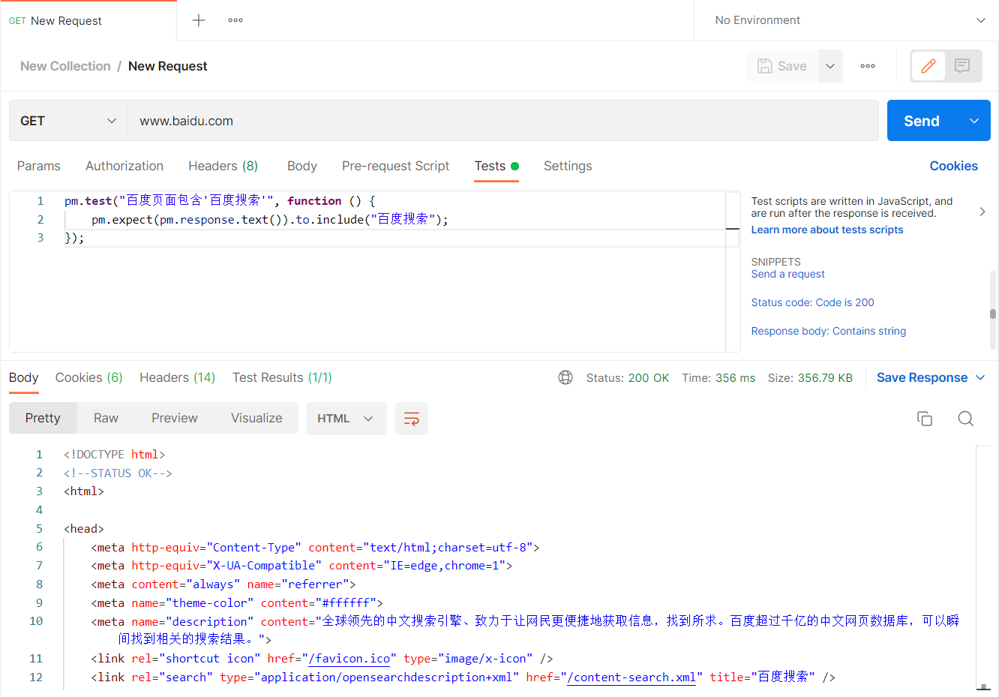 GET New Request
No Environment
New Collection / New Request
Save
GET
www.baidu.com
Send
Params Authorization Headers (8) Body Pre-request Script Tests Settings Cookies
1 pm.test("百度页面包含'百度搜索'", function () {
2 pm.expect(pm.response.text()).to.include("百度搜索");
3 });
Test scripts are written in JavaScript, and
are run after the response is received.
Learn more about tests scripts
SNIPPETS
Send a request
Status code: Code is 200
Response body: Contains string
Body Cookies (6) Headers (14) Test Results (1/1) Status: 200 OK Time: 356 ms Size: 356.79 KB Save Response
Pretty Raw Preview Visualize HTML
1 <!DOCTYPE html>
2 <!--STATUS OK-->
3 <html>
4
5 <head>
6 <meta http-equiv="Content-Type" content="text/html;charset=utf-8">
7 <meta http-equiv="X-UA-Compatible" content="IE=edge,chrome=1">
8 <meta content="always" name="referrer">
9 <meta name="theme-color" content="#ffffff">
10 <meta name="description" content="全球领先的中文搜索引擎、致力于让网民更便捷地获取信息，找到所求。百度超过千亿的中文网页数据库，可以瞬
间找到相关的搜索结果。">
11 <link rel="shortcut icon" href="/favicon.ico" type="image/x-icon" />
12 <link rel="search" type="application/opensearchdescription+xml" href="/content-search.xml" title="百度搜索" />